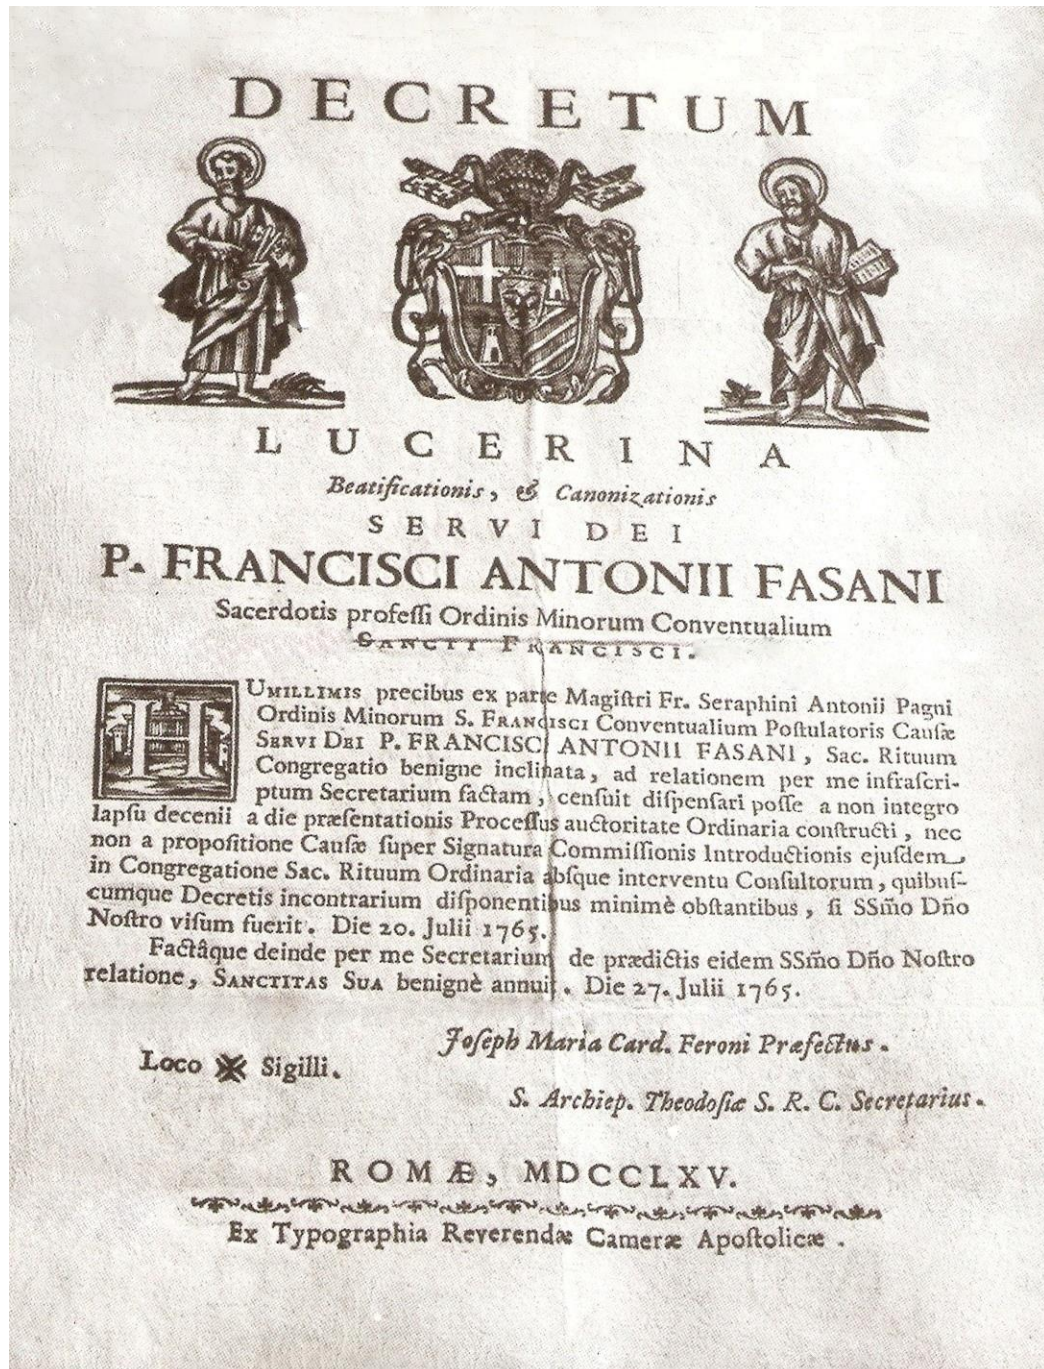 DECRETUM
LUCERINA
Beatificationis, & Canonizationis
SERVI DEI
P. FRANCISCI ANTONII FASANI
Sacerdotis profeſſi Ordinis Minorum Conventualium
SANCTI FRANCISCI.
HUMILLIMIS precibus ex parte Magiſtri Fr. Seraphini Antonii Pagni
Ordinis Minorum S. FRANCISCI Conventualium Poſtulatoris Cauſæ
SERVI DEI P. FRANCISCI ANTONII FASANI, Sac. Rituum
Congregatio benigne inclinata, ad relationem per me infraſcri-
ptum Secretarium factam, cenſuit diſpenſari poſſe a non integro
lapſu decenii a die præſentationis Proceſſus auctoritate Ordinaria conſtructi, nec
non a propoſitione Cauſæ ſuper Signatura Commiſſionis Introductionis ejuſdem
in Congregatione Sac. Rituum Ordinaria abſque interventu Conſultorum, quibuſ-
cumque Decretis incontrarium diſponentibus minimè obſtantibus, ſi SSm̃o Dño
Noſtro viſum fuerit. Die 20. Julii 1765.
Factâque deinde per me Secretarium de prædictis eidem SSm̃o Dño Noſtro
relatione, SANCTITAS SUA benignè annuit. Die 27. Julii 1765.
Joſeph Maria Card. Feroni Præfectus.
Loco ✠ Sigilli.
S. Archiep. Theodoſiæ S. R. C. Secretarius.
ROMÆ, MDCCLXV.
Ex Typographia Reverendæ Cameræ Apoſtolicæ.